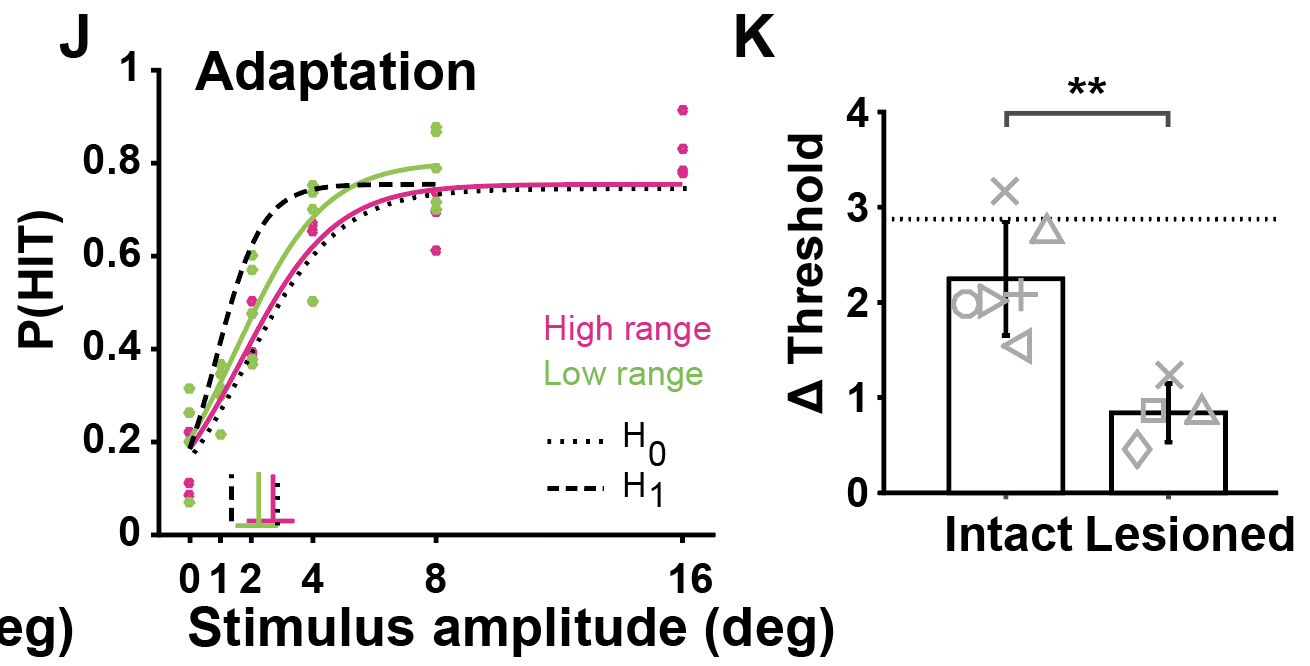 J
Adaptation
1
0.8
0.6
0.4
0.2
0
P(HIT)
High range
Low range
H0
H1
0 1 2 4 8 16
eg)
Stimulus amplitude (deg)
K
**
4
3
2
1
0
Δ Threshold
Intact Lesioned